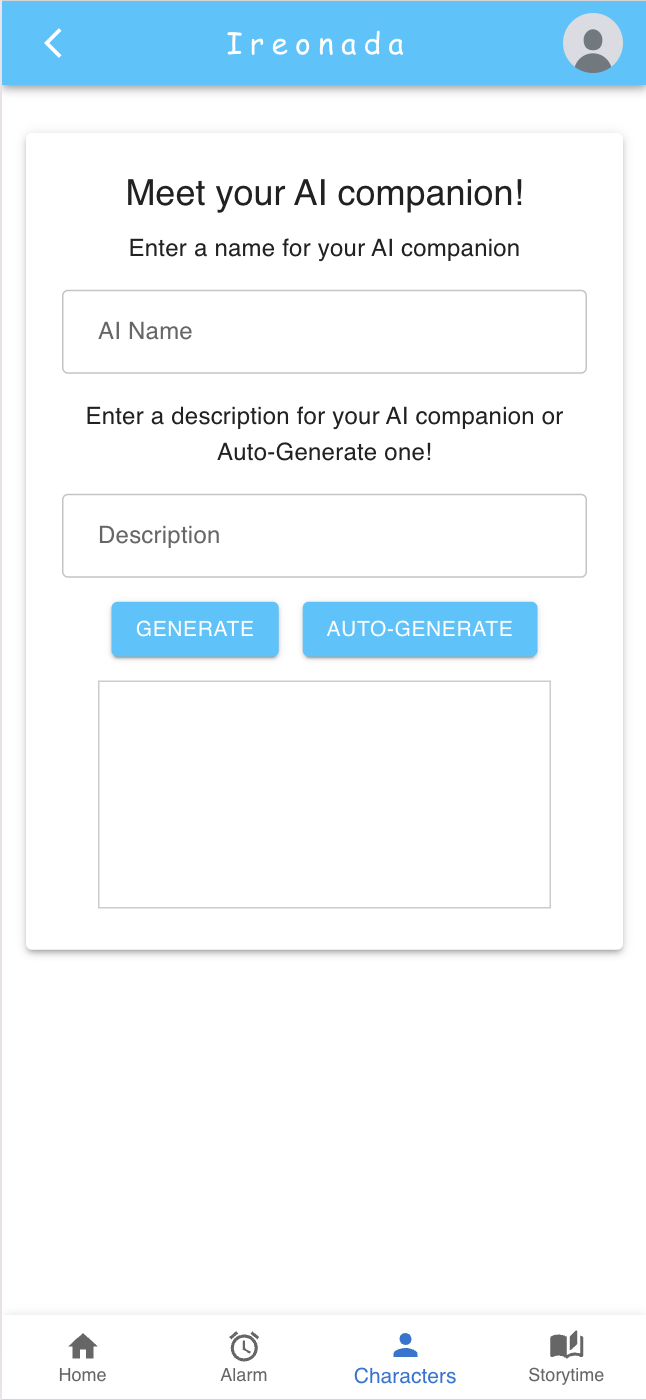 Ireonada
Meet your AI companion!
Enter a name for your AI companion
AI Name
Enter a description for your AI companion or
Auto-Generate one!
Description
GENERATE
AUTO-GENERATE
Home
Alarm
Characters
Storytime